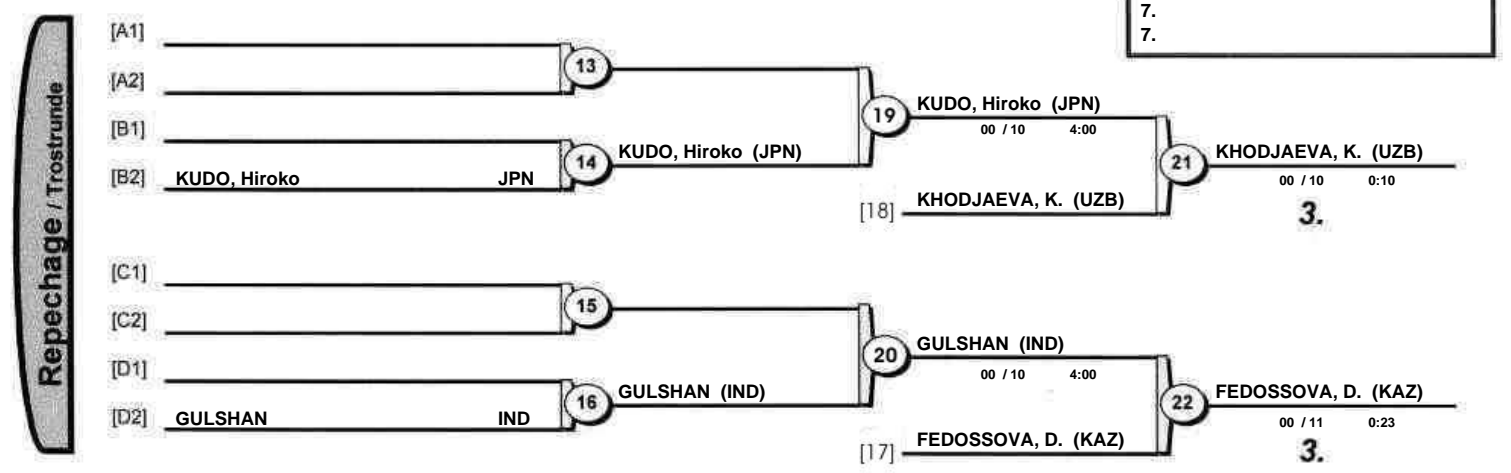 7.
7.
Repechage / Trostrunde
[A1]
[A2]
13
[B1]
[B2] KUDO, Hiroko JPN
14
KUDO, Hiroko (JPN)
19
KUDO, Hiroko (JPN)
00 / 10 4:00
[18] KHODJAEVA, K. (UZB)
21
KHODJAEVA, K. (UZB)
00 / 10 0:10
3.
[C1]
[C2]
15
[D1]
[D2] GULSHAN IND
16
GULSHAN (IND)
20
GULSHAN (IND)
00 / 10 4:00
[17] FEDOSSOVA, D. (KAZ)
22
FEDOSSOVA, D. (KAZ)
00 / 11 0:23
3.